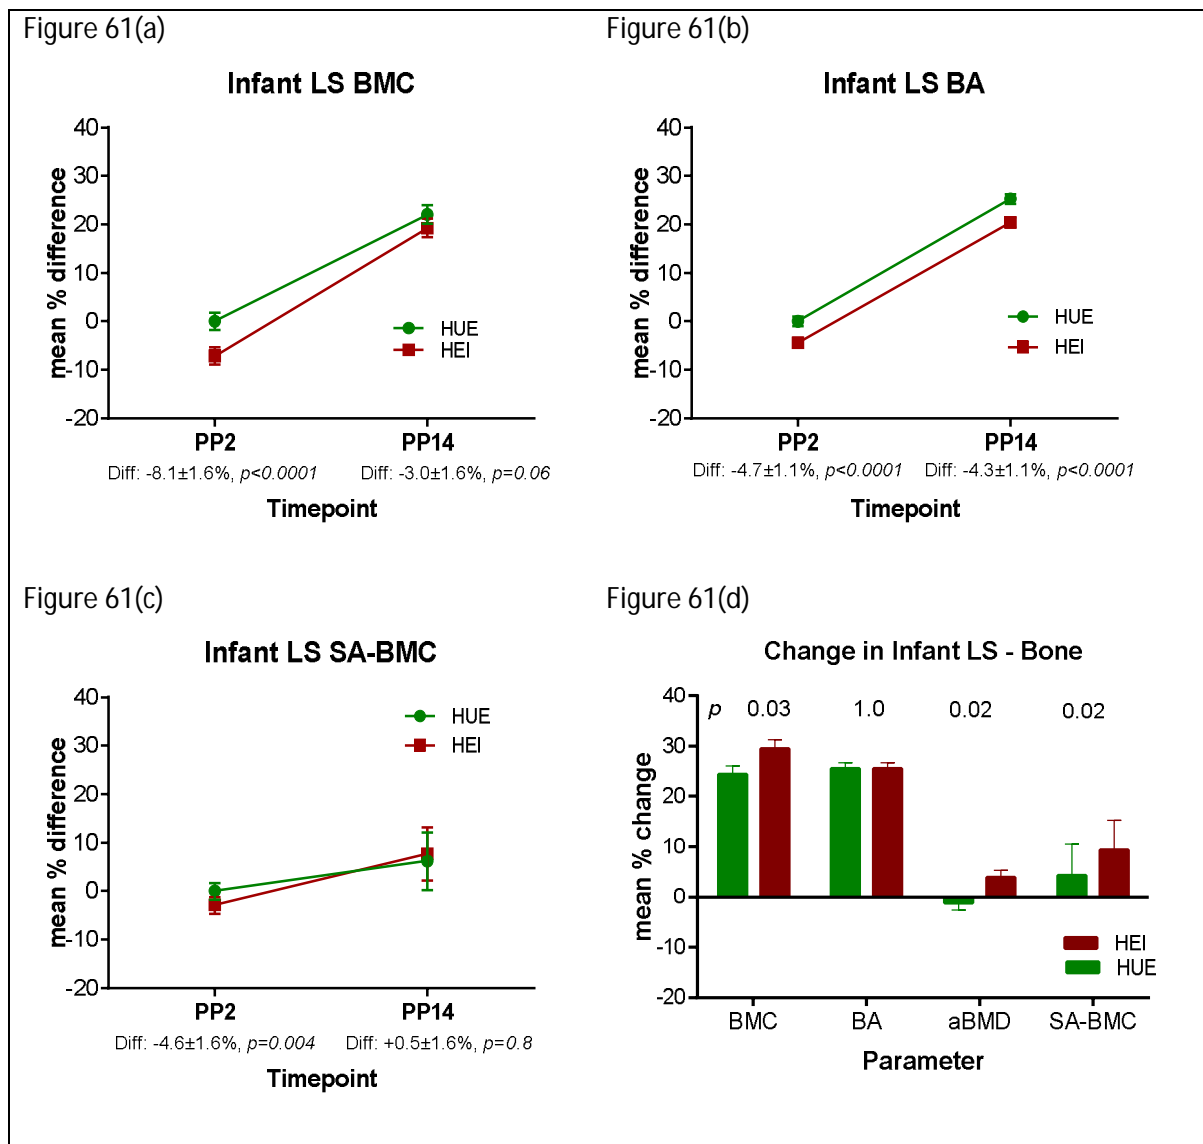 Figure 61(a)
Infant LS BMC
mean % difference
40
30
20
10
0
-10
-20
HUE
HEI
PP2
PP14
Diff: -8.1±1.6%, p<0.0001
Diff: -3.0±1.6%, p=0.06
Timepoint
Figure 61(b)
Infant LS BA
mean % difference
40
30
20
10
0
-10
-20
HUE
HEI
PP2
PP14
Diff: -4.7±1.1%, p<0.0001
Diff: -4.3±1.1%, p<0.0001
Timepoint
Figure 61(c)
Infant LS SA-BMC
mean % difference
40
30
20
10
0
-10
-20
HUE
HEI
PP2
PP14
Diff: -4.6±1.6%, p=0.004
Diff: +0.5±1.6%, p=0.8
Timepoint
Figure 61(d)
Change in Infant LS - Bone
mean % change
40
30
20
10
0
-10
-20
p 0.03 1.0 0.02 0.02
HEI
HUE
BMC BA aBMD SA-BMC
Parameter